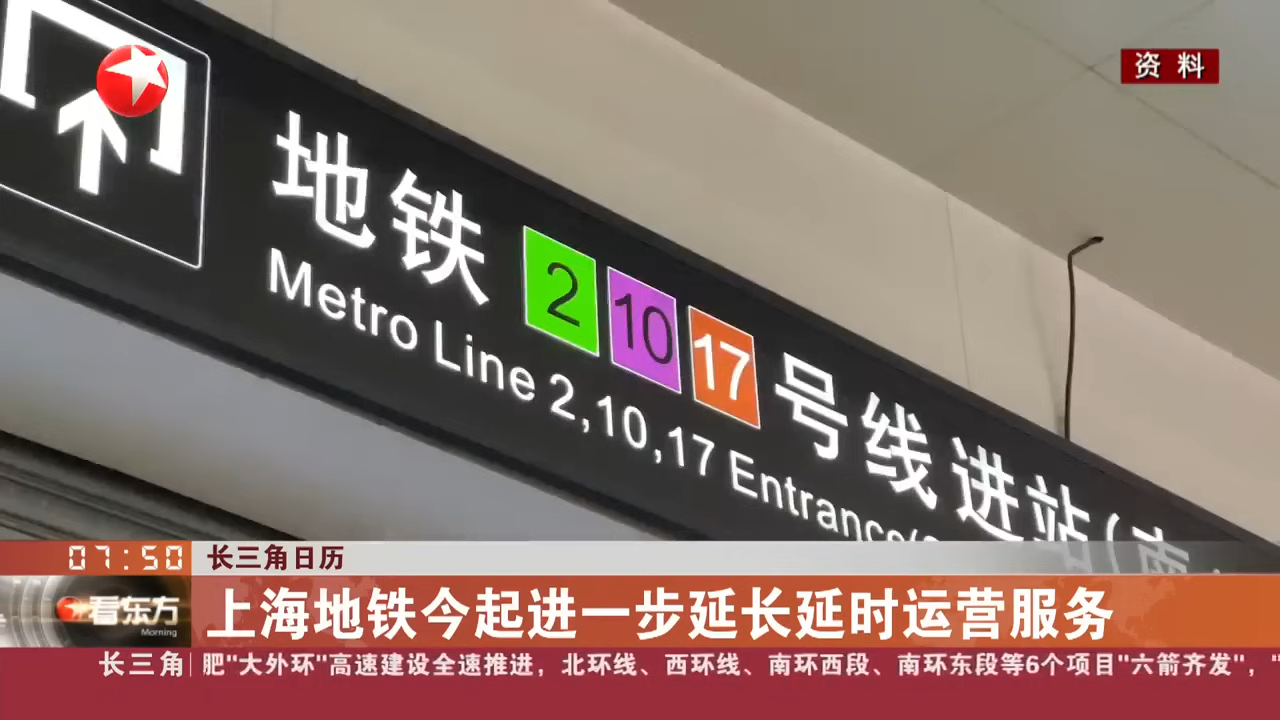 资料
地铁 2 10 17 号线进站(南
Metro Line 2,10,17 Entrance(
07:50 长三角日历
看东方
Morning
上海地铁今起进一步延长延时运营服务
长三角 肥"大外环"高速建设全速推进，北环线、西环线、南环西段、南环东段等6个项目"六箭齐发"，"